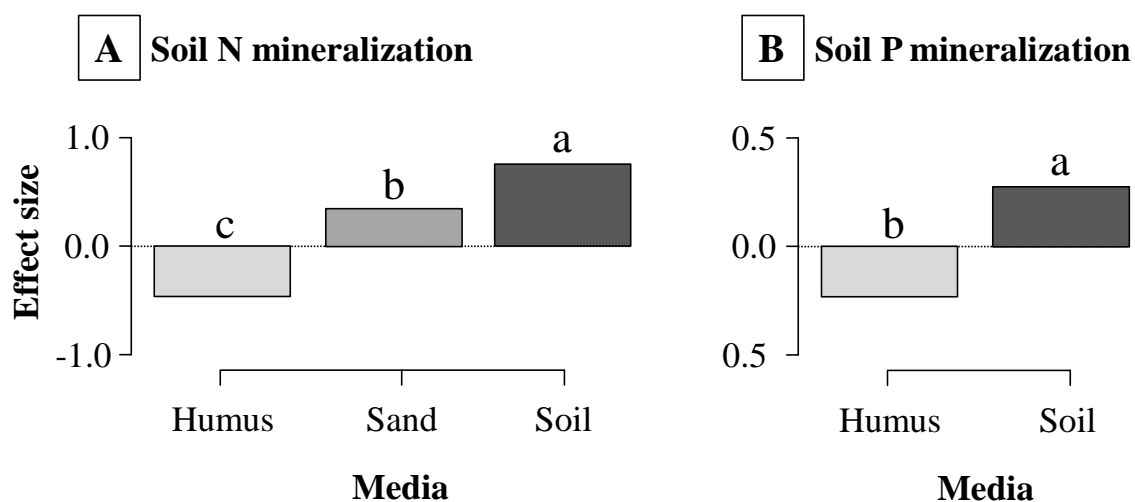 A Soil N mineralization
1.0
0.0
-1.0
Effect size
c
b
a
Humus Sand Soil
Media
B Soil P mineralization
0.5
0.0
0.5
b
a
Humus Soil
Media